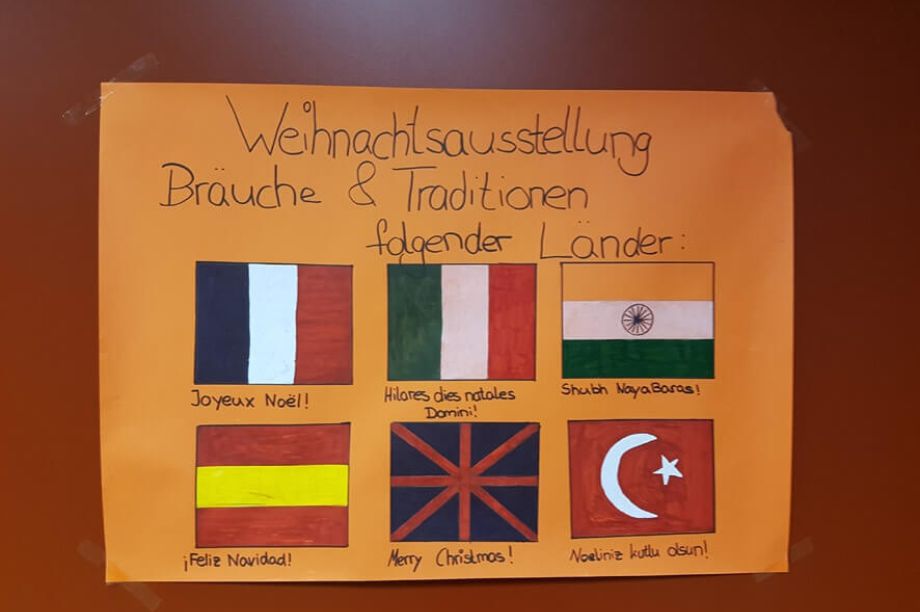 Weihnachtsausstellung
Bräuche & Traditionen
folgender Länder:
Joyeux Noël!
Hilares dies natales
Domini!
Shubh Naya Baras!
¡Feliz Navidad!
Merry Christmas!
Noeliniz kutlu olsun!